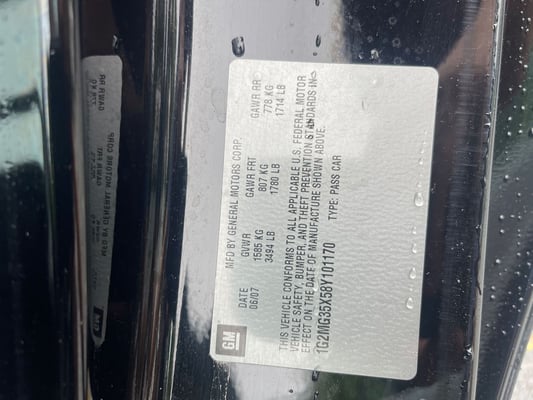 GM
MFD BY GENERAL MOTORS CORP.
DATE GVWR GAWR FRT GAWR RR
06/07 1585 KG 807 KG 778 KG
3494 LB 1780 LB 1714 LB
THIS VEHICLE CONFORMS TO ALL APPLICABLE U.S. FEDERAL MOTOR
VEHICLE SAFETY, BUMPER, AND THEFT PREVENTION STANDARDS IN
EFFECT ON THE DATE OF MANUFACTURE SHOWN ABOVE.
1G2MG35X58Y101170 TYPE: PASS CAR